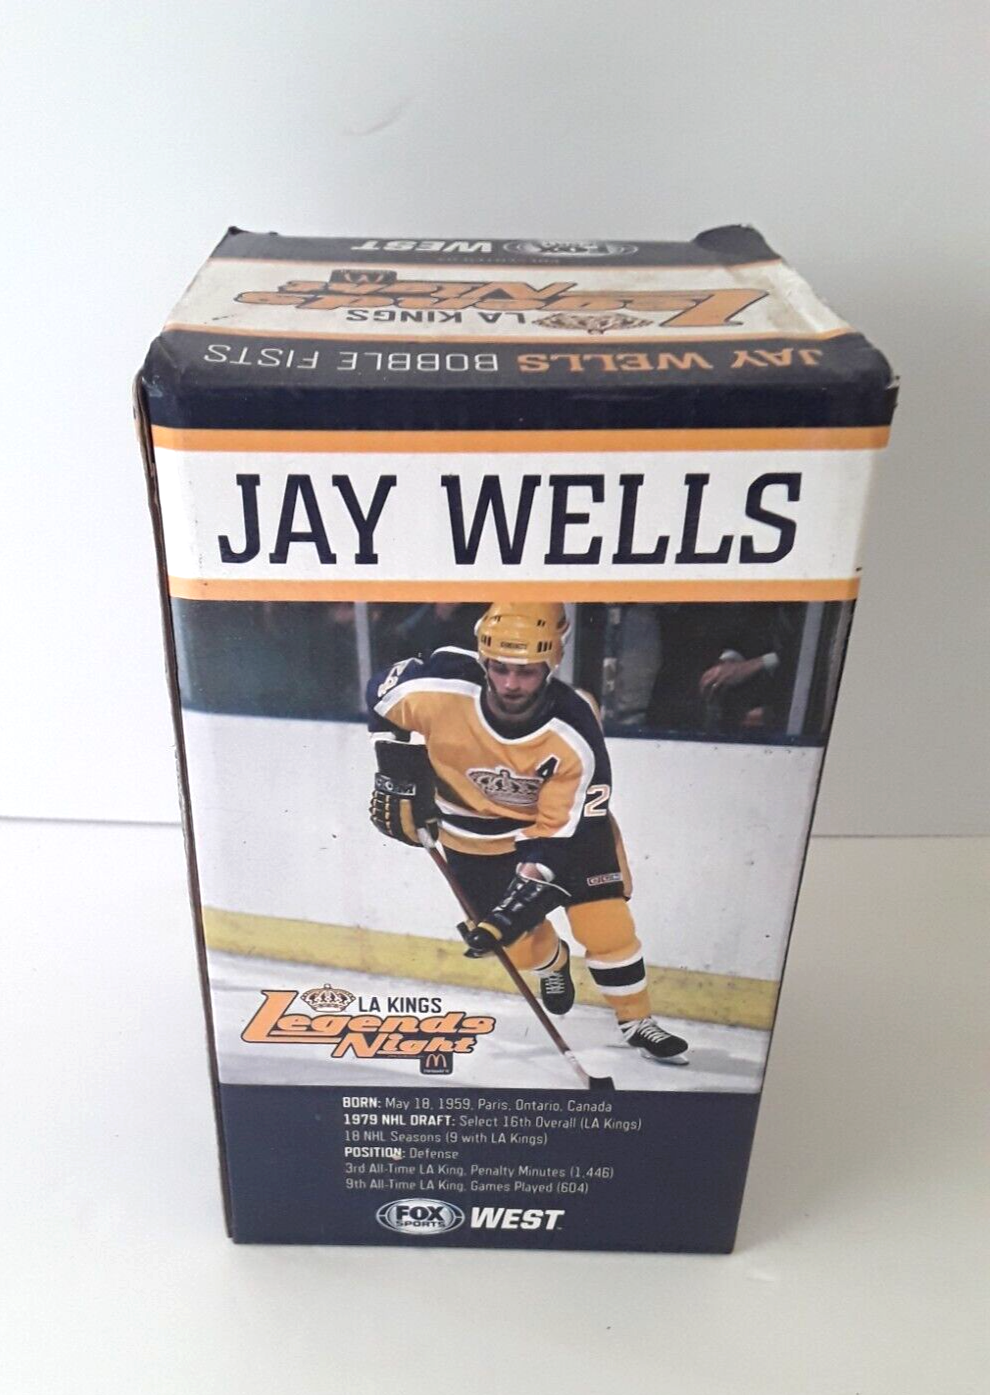 FOX SPORTS WEST
LA KINGS
Legends
Night
JAY WELLS BOBBLE FISTS
JAY WELLS
A
2
LA KINGS
Legends
Night
BORN: May 18, 1959, Paris, Ontario, Canada
1979 NHL DRAFT: Select 16th Overall (LA Kings)
18 NHL Seasons (9 with LA Kings)
POSITION: Defense
3rd All-Time LA King, Penalty Minutes (1,446)
9th All-Time LA King, Games Played (604)
FOX SPORTS WEST